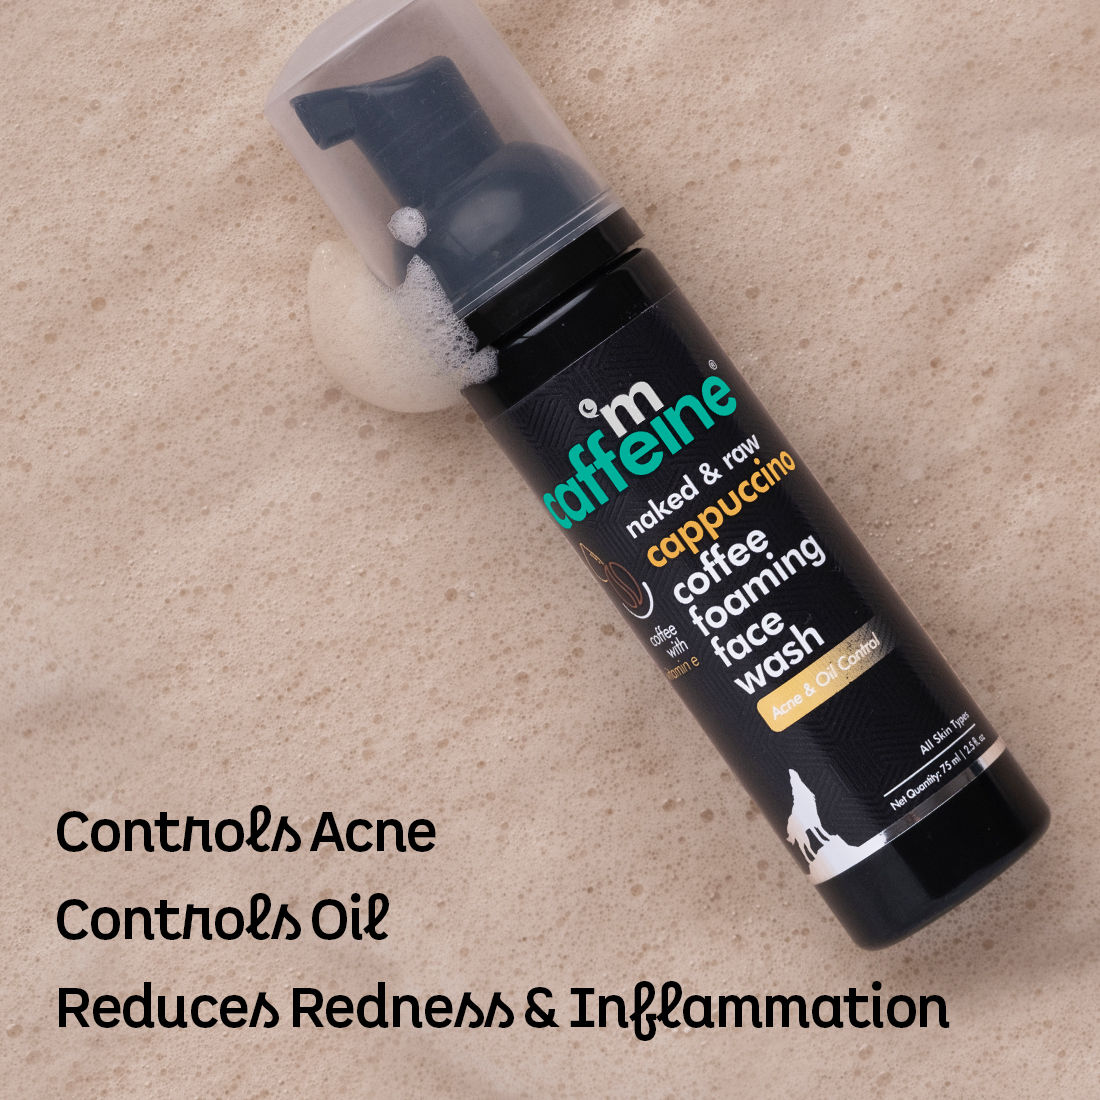 i'm
caffeine®
naked & raw
cappuccino
coffee
foaming
face
wash
Acne & Oil Control
coffee
with
All Skin Types
Net Quantity: 75 ml | 2.5 fl. oz
Controls Acne
Controls Oil
Reduces Redness & Inflammation